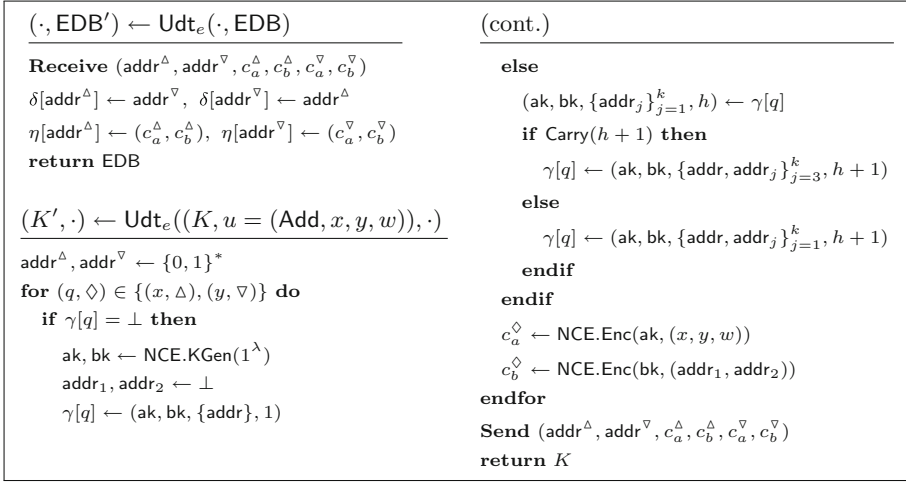 (·, EDB′) ← Udt_e(·, EDB)
Receive (addr^△, addr^▽, c_a^△, c_b^△, c_a^▽, c_b^▽)
δ[addr^△] ← addr^▽, δ[addr^▽] ← addr^△
η[addr^△] ← (c_a^△, c_b^△), η[addr^▽] ← (c_a^▽, c_b^▽)
return EDB
(K′, ·) ← Udt_e((K, u = (Add, x, y, w)), ·)
addr^△, addr^▽ ← {0, 1}^*
for (q, ◊) ∈ {(x, △), (y, ▽)} do
if γ[q] = ⊥ then
ak, bk ← NCE.KGen(1^λ)
addr_1, addr_2 ← ⊥
γ[q] ← (ak, bk, {addr}, 1)
(cont.)
else
(ak, bk, {addr_j}_{j=1}^k, h) ← γ[q]
if Carry(h + 1) then
γ[q] ← (ak, bk, {addr, addr_j}_{j=3}^k, h + 1)
else
γ[q] ← (ak, bk, {addr, addr_j}_{j=1}^k, h + 1)
endif
endif
c_a^◊ ← NCE.Enc(ak, (x, y, w))
c_b^◊ ← NCE.Enc(bk, (addr_1, addr_2))
endfor
Send (addr^△, addr^▽, c_a^△, c_b^△, c_a^▽, c_b^▽)
return K